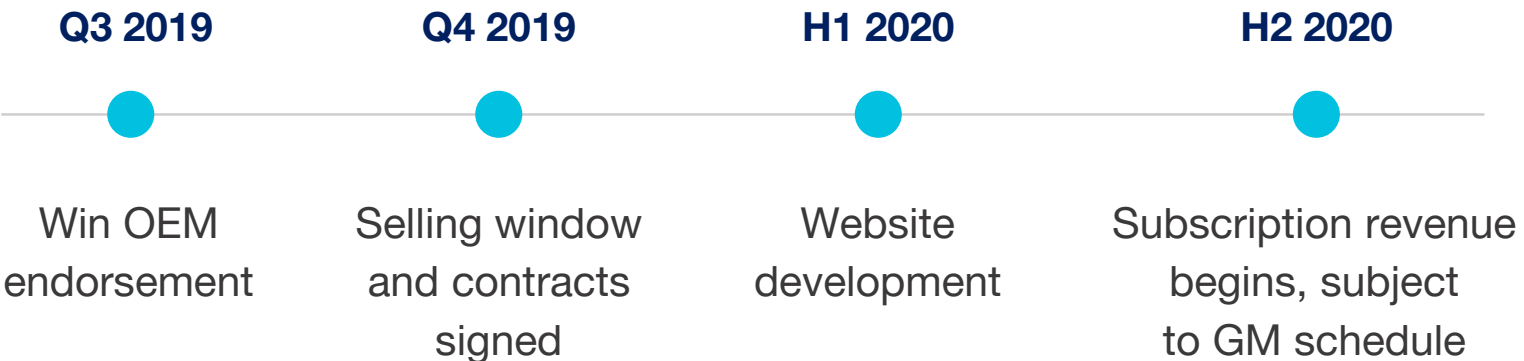 Q3 2019
Q4 2019
H1 2020
H2 2020
Win OEM
endorsement
Selling window
and contracts
signed
Website
development
Subscription revenue
begins, subject
to GM schedule